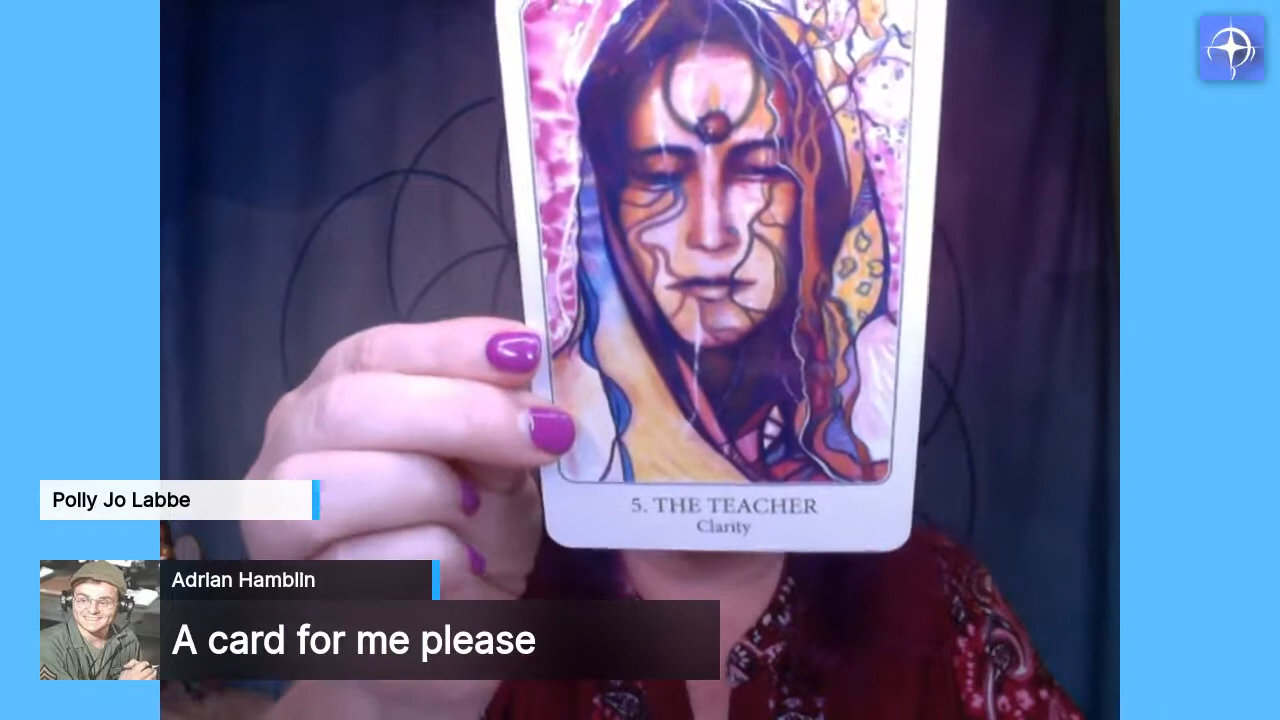 5. THE TEACHER
Clarity
Polly Jo Labbe
Adrian Hamblin
A card for me please